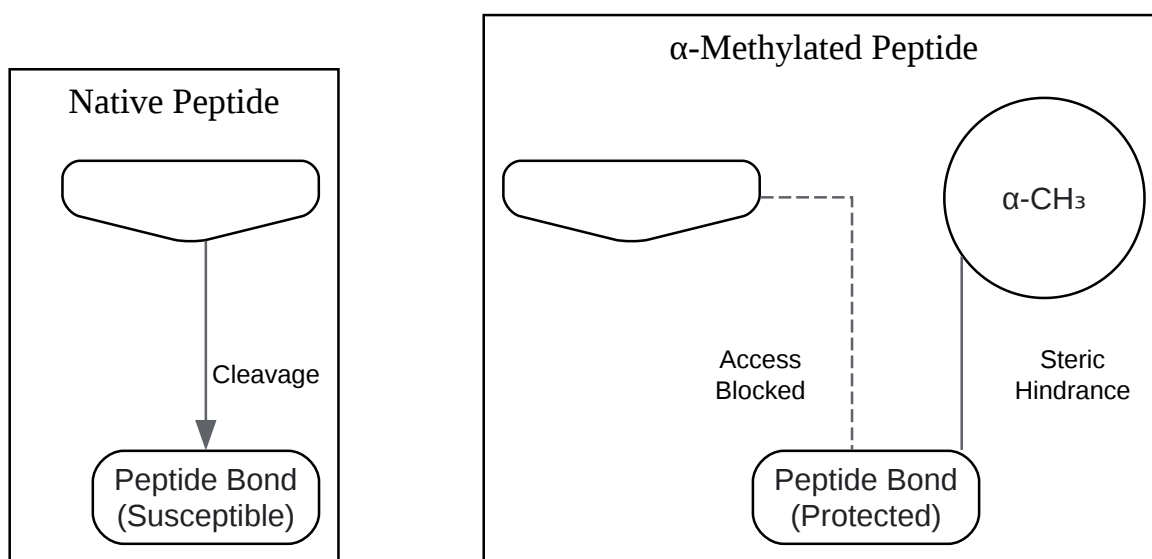 Native Peptide
Cleavage
Peptide Bond
(Susceptible)
α-Methylated Peptide
α-CH₃
Access
Blocked
Steric
Hindrance
Peptide Bond
(Protected)